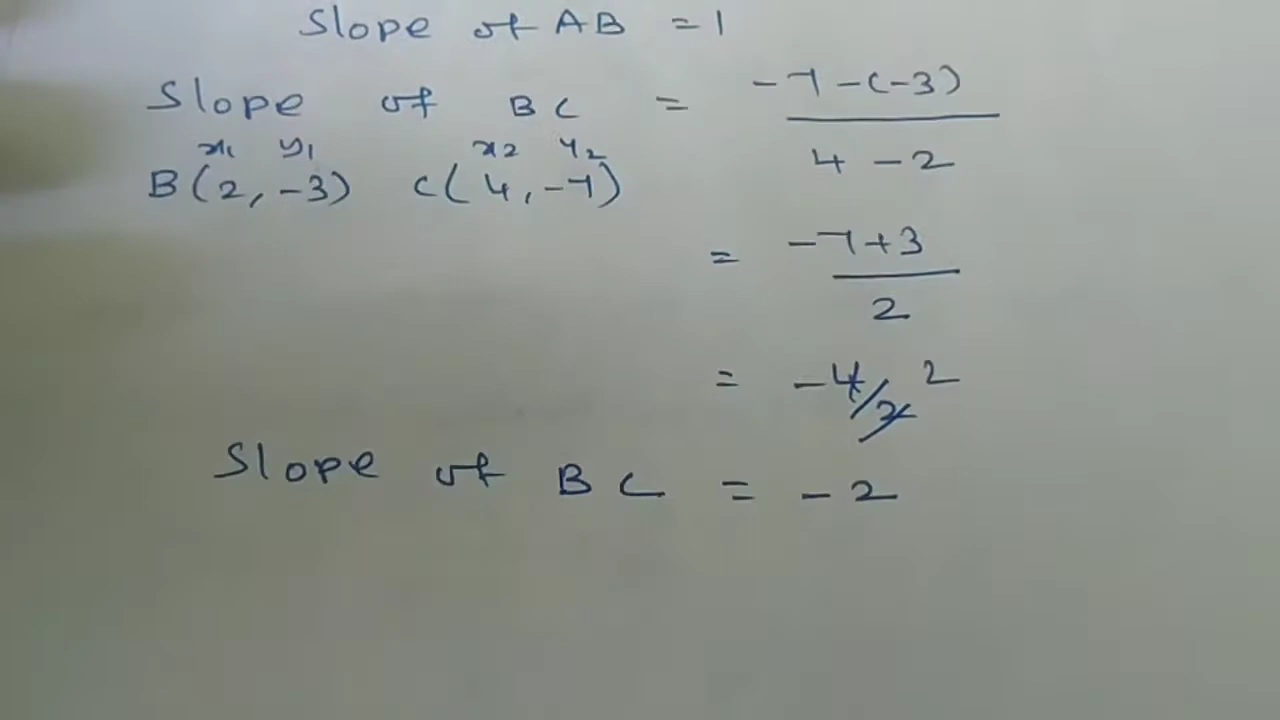 Slope of AB = 1
Slope of BC = -7-(-3)
4 - 2
x1 y1 x2 y2
B(2, -3) C(4, -7)
= -7+3
2
= -4/2 2
Slope of BC = -2